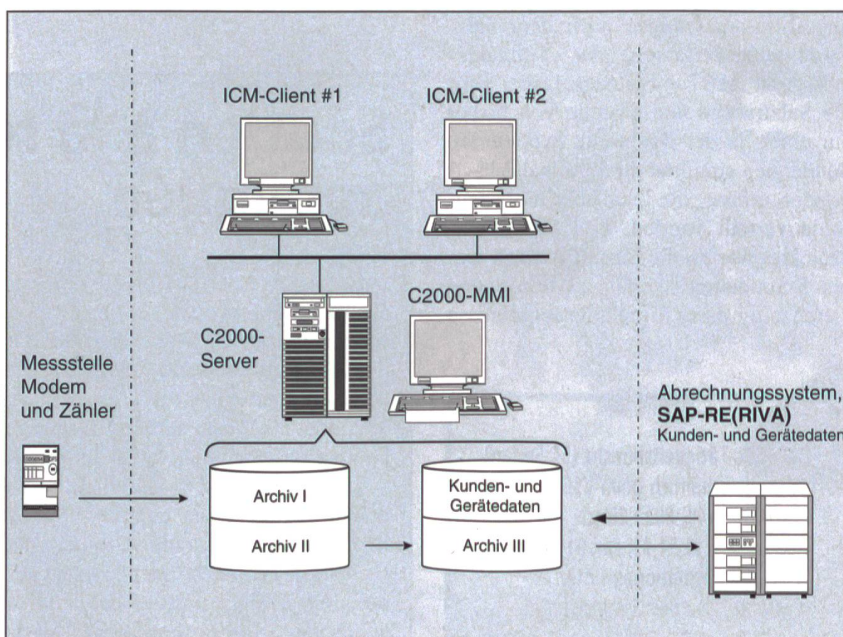 ICM-Client #1
ICM-Client #2
C2000-MMI
C2000-
Server
Messstelle
Modem
und Zähler
Abrechnungssystem,
SAP-RE(RIVA)
Kunden- und Gerätedaten
Archiv I
Archiv II
Kunden- und
Gerätedaten
Archiv III